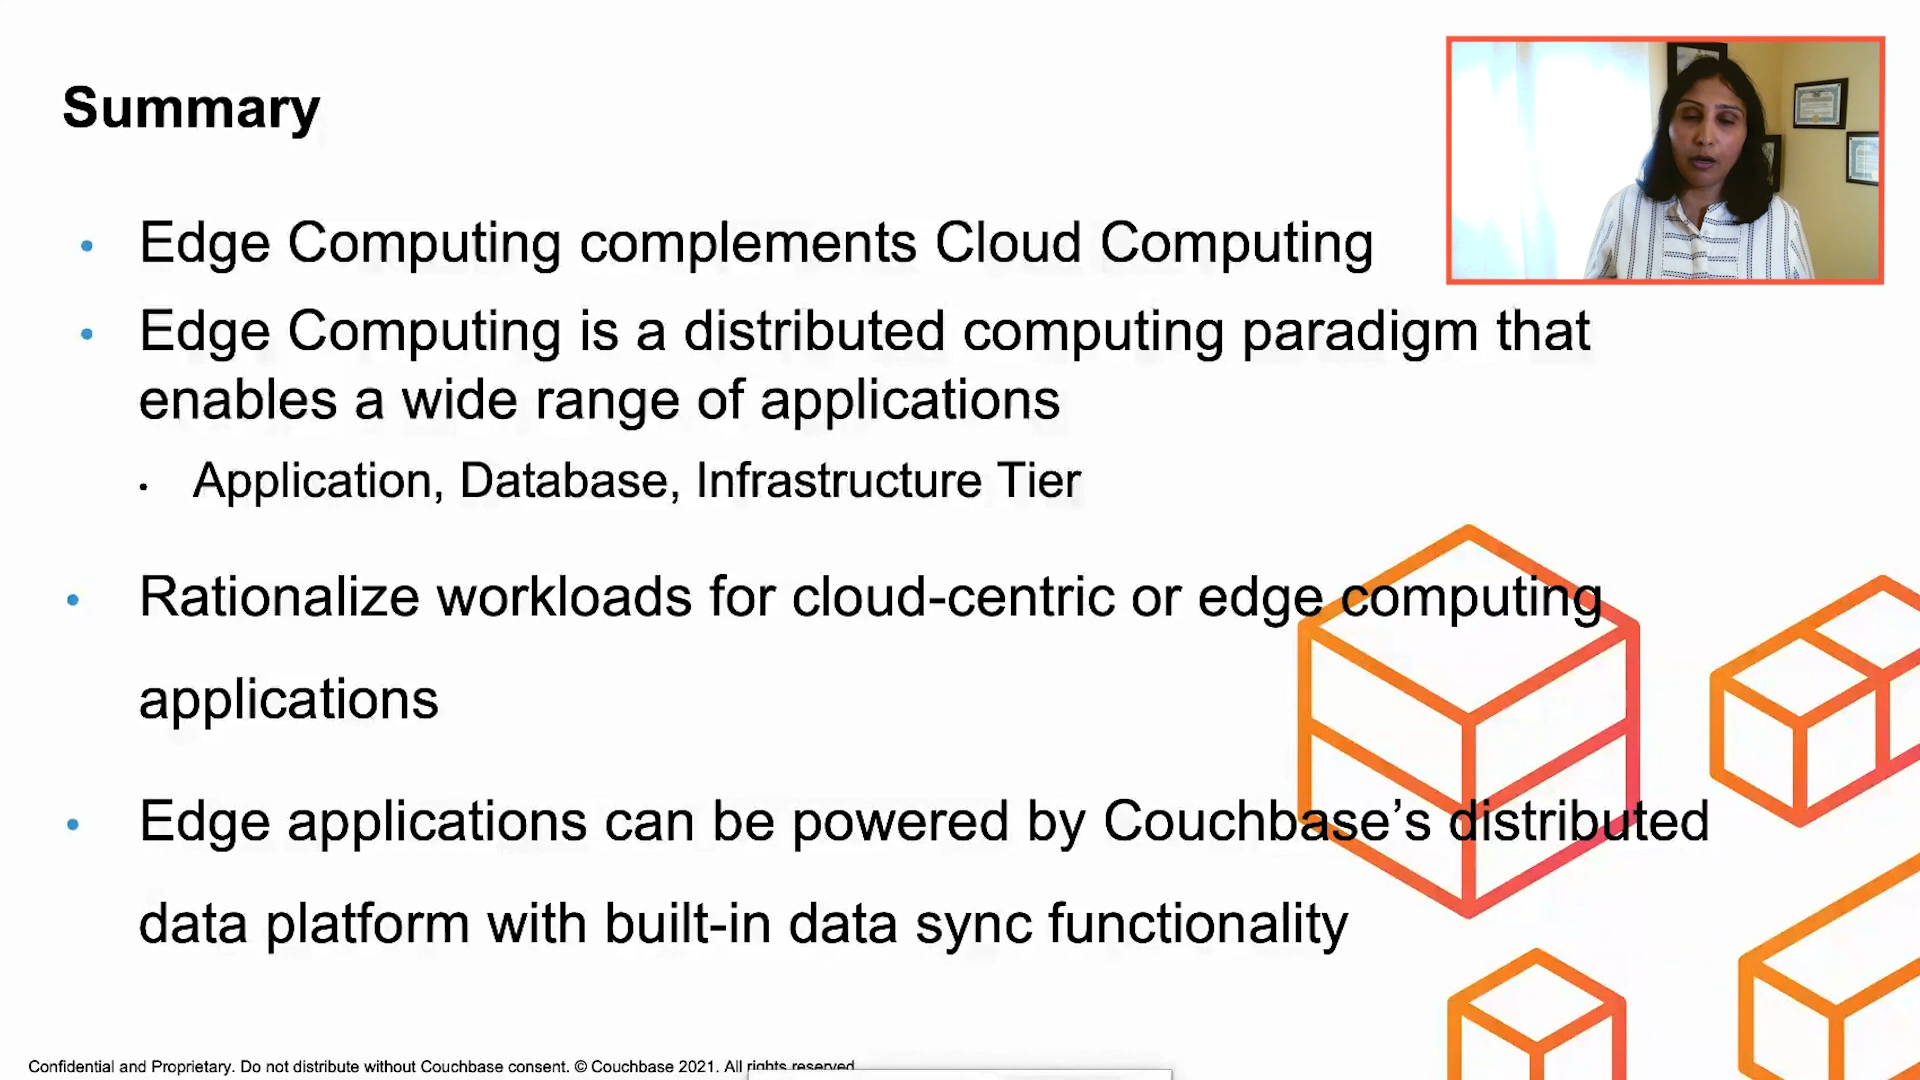 Summary
• Edge Computing complements Cloud Computing
• Edge Computing is a distributed computing paradigm that
enables a wide range of applications
• Application, Database, Infrastructure Tier
• Rationalize workloads for cloud-centric or edge computing
applications
• Edge applications can be powered by Couchbase’s distributed
data platform with built-in data sync functionality
Confidential and Proprietary. Do not distribute without Couchbase consent. © Couchbase 2021. All rights reserved.